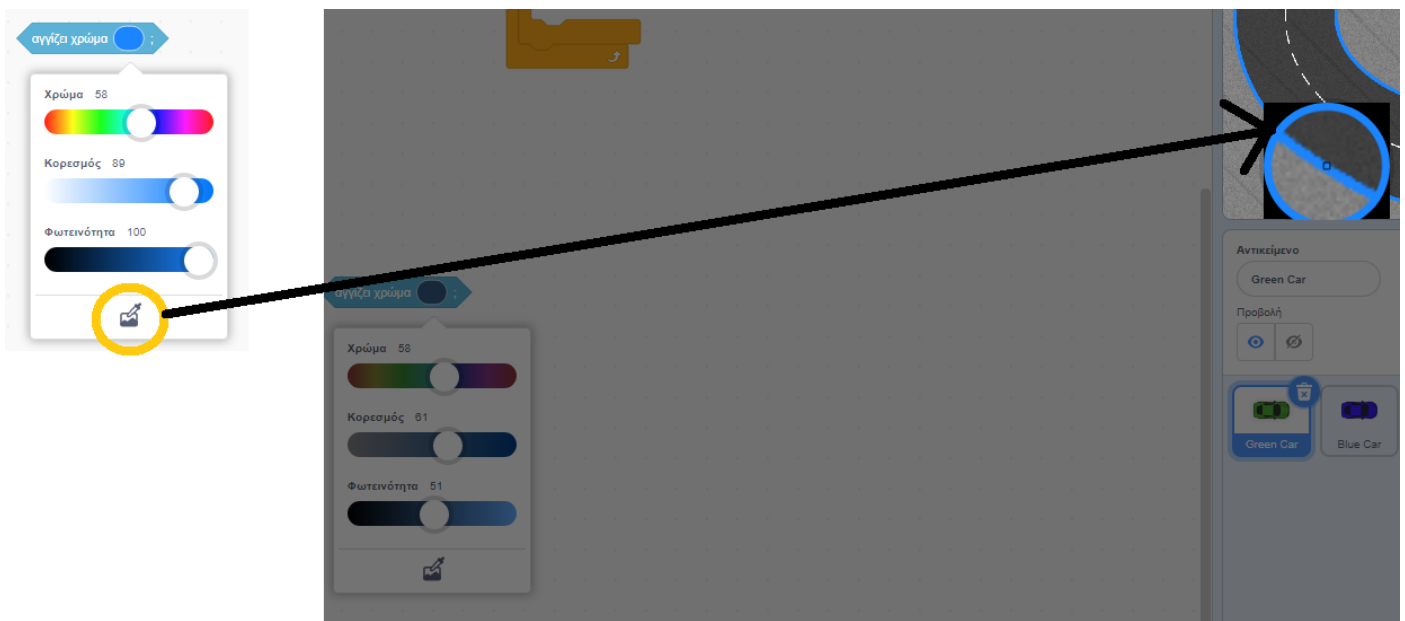 αγγίζει χρώμα ;
Χρώμα 58
Κορεσμός 89
Φωτεινότητα 100
αγγίζει χρώμα ;
Χρώμα 58
Κορεσμός 61
Φωτεινότητα 51
Αντικείμενο
Green Car
Προβολή
Green Car
Blue Car